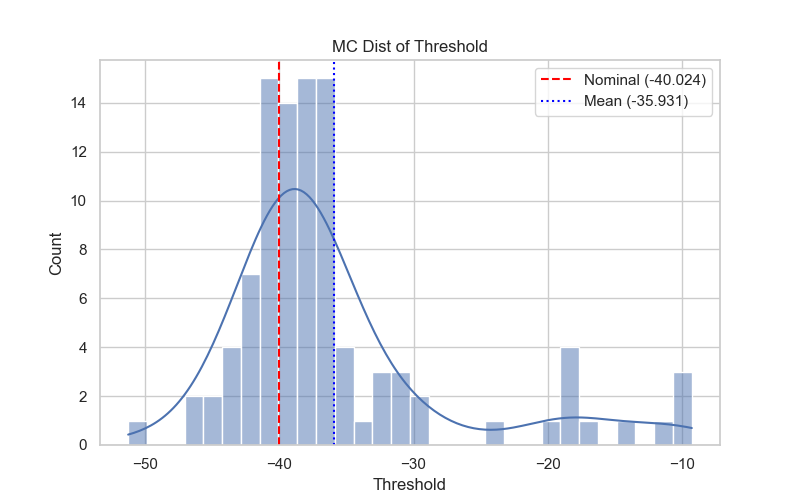 MC Dist of Threshold
Nominal (-40.024)
Mean (-35.931)
14
12
10
8
6
4
2
0
Count
−50
−40
−30
−20
−10
Threshold